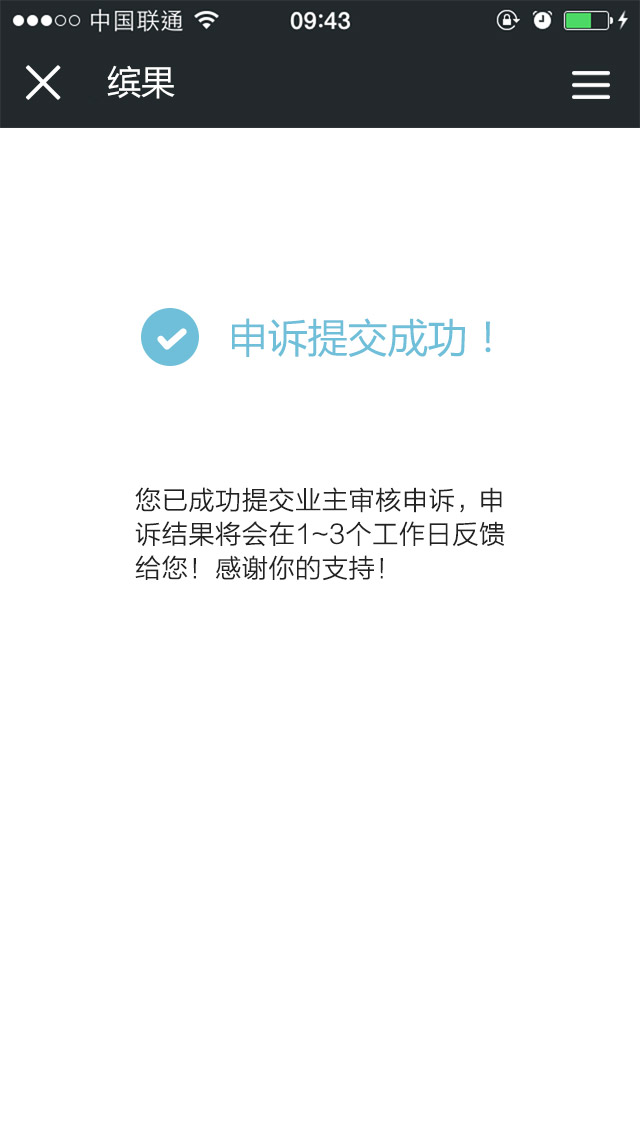 中国联通
09:43
缤果
申诉提交成功！
您已成功提交业主审核申诉，申
诉结果将会在1~3个工作日反馈
给您！感谢你的支持！